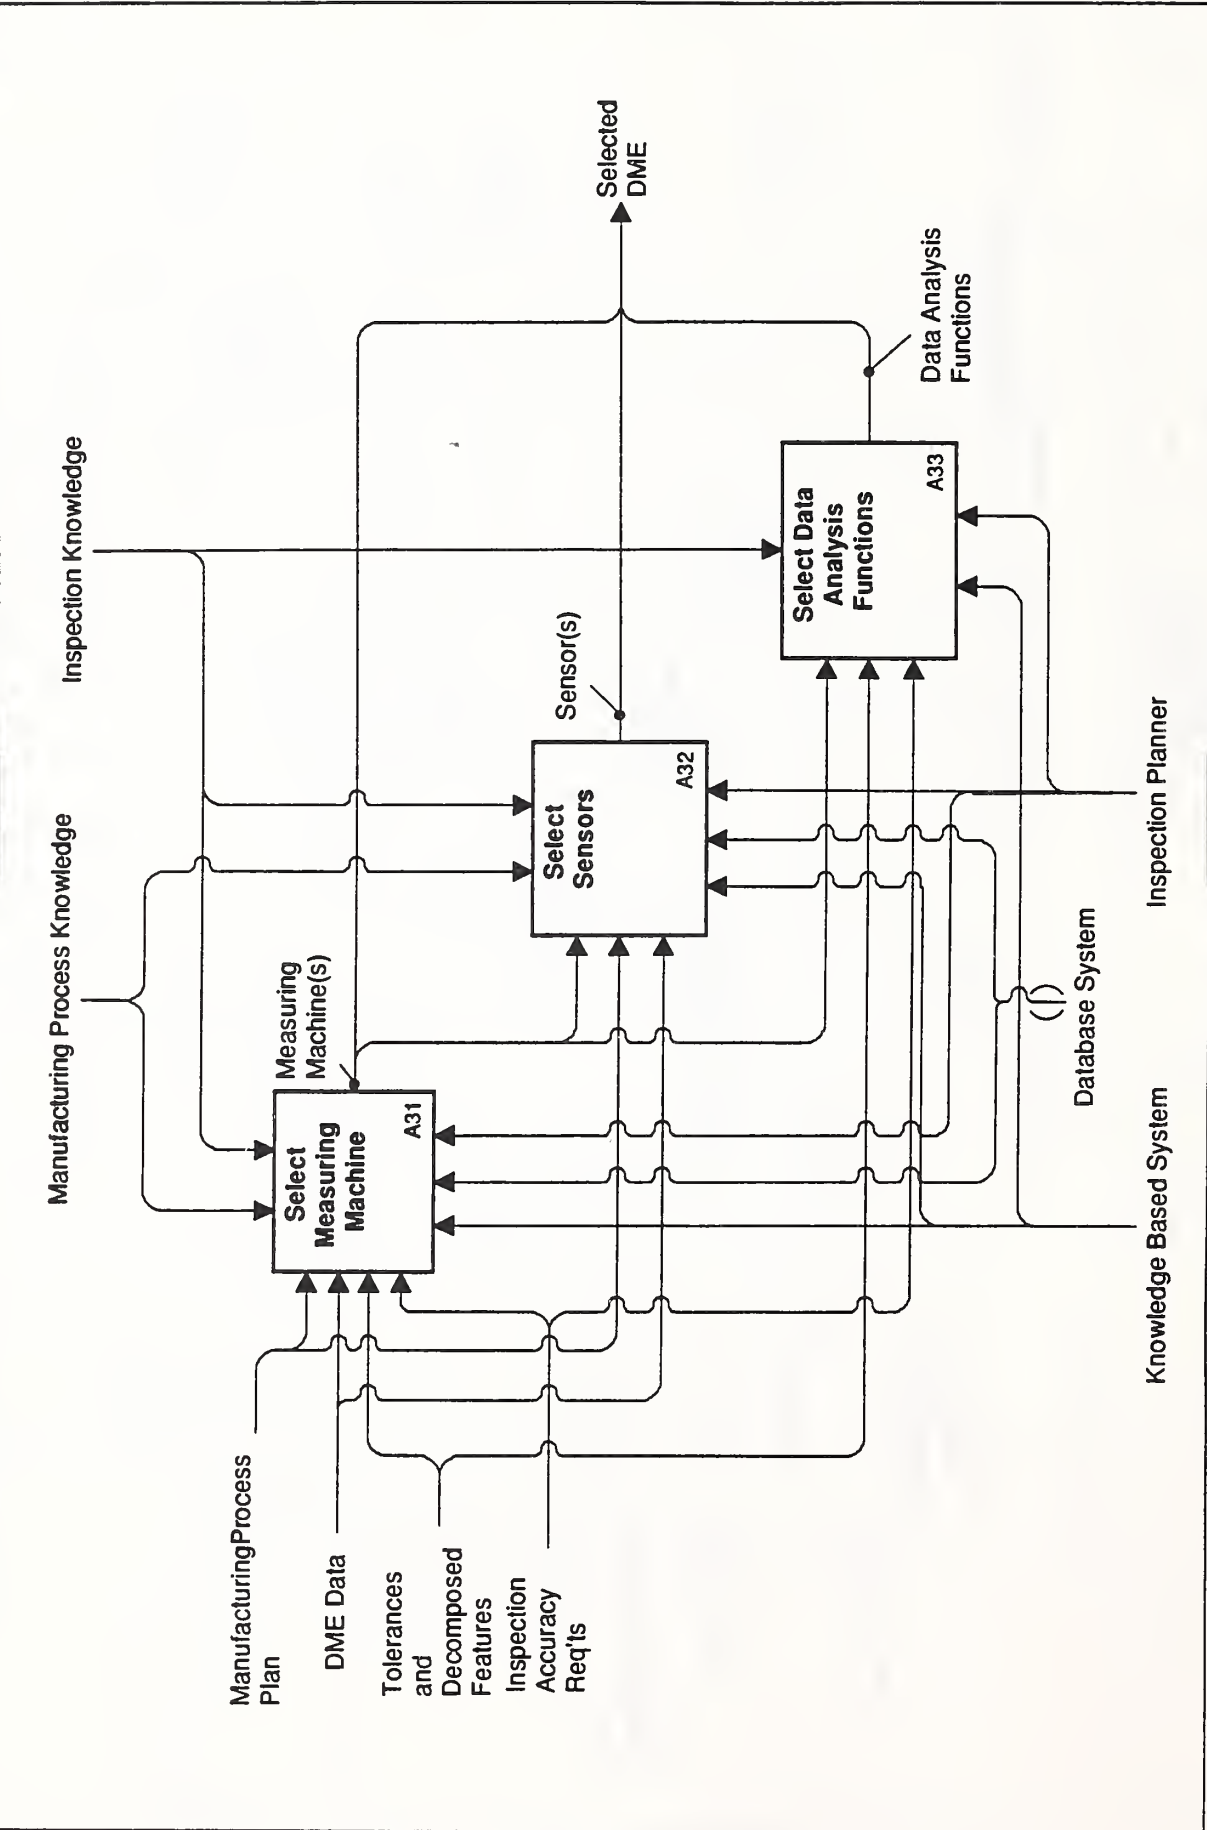 Manufacturing Process Knowledge
Inspection Knowledge
ManufacturingProcess
Plan
DME Data
Tolerances
and
Decomposed
Features
Inspection
Accuracy
Req'ts
Select
Measuring
Machine
A31
Measuring
Machine(s)
Select
Sensors
A32
Sensor(s)
Select Data
Analysis
Functions
A33
Data Analysis
Functions
Selected
DME
Knowledge Based System
Database System
Inspection Planner